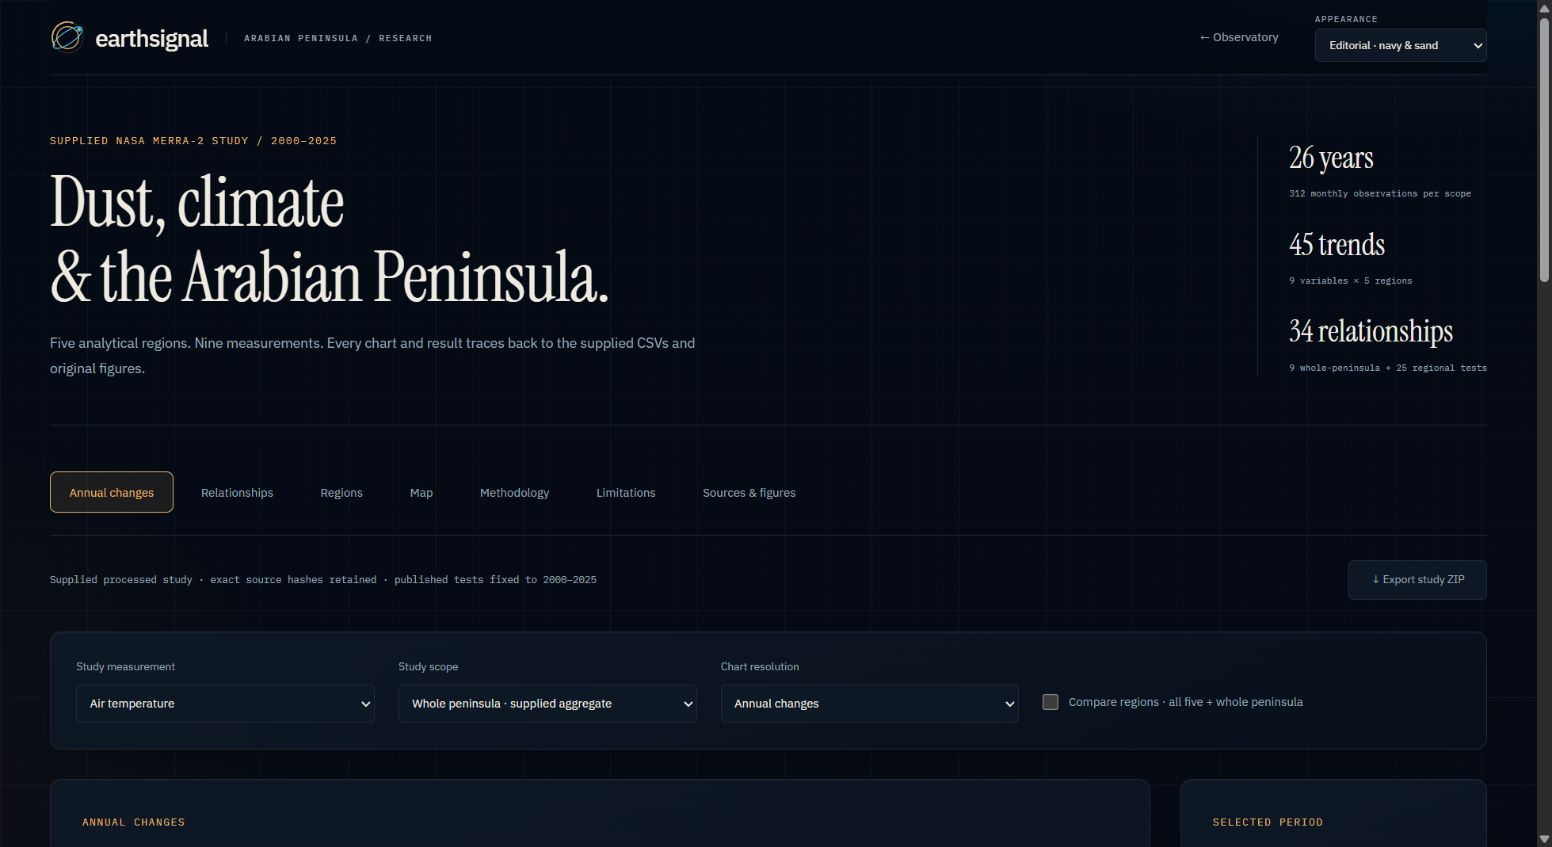 earthsignal
ARABIAN PENINSULA / RESEARCH
← Observatory
APPEARANCE
Editorial · navy & sand
SUPPLIED NASA MERRA-2 STUDY / 2000–2025
Dust, climate
& the Arabian Peninsula.
Five analytical regions. Nine measurements. Every chart and result traces back to the supplied CSVs and
original figures.
26 years
312 monthly observations per scope
45 trends
9 variables × 5 regions
34 relationships
9 whole-peninsula + 25 regional tests
Annual changes
Relationships
Regions
Map
Methodology
Limitations
Sources & figures
Supplied processed study · exact source hashes retained · published tests fixed to 2000–2025
↓ Export study ZIP
Study measurement
Air temperature
Study scope
Whole peninsula · supplied aggregate
Chart resolution
Annual changes
Compare regions · all five + whole peninsula
ANNUAL CHANGES
SELECTED PERIOD